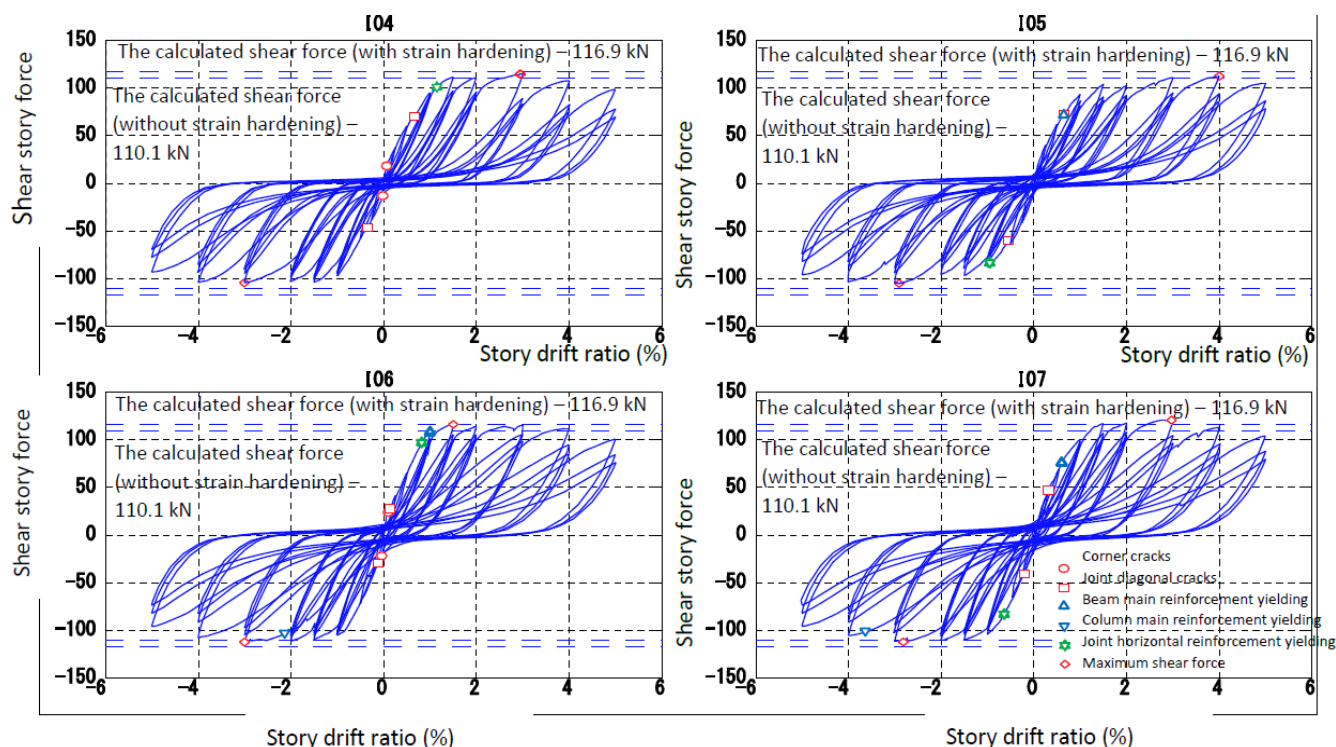 I04
150
100
50
0
−50
−100
−150
−6
−4
−2
0
2
4
6
The calculated shear force (with strain hardening) – 116.9 kN
The calculated shear force
(without strain hardening) –
110.1 kN
Shear story force
Story drift ratio (%)
I05
150
100
50
0
−50
−100
−150
−6
−4
−2
0
2
4
6
The calculated shear force (with strain hardening) – 116.9 kN
The calculated shear force
(without strain hardening) –
110.1 kN
Shear story force
Story drift ratio (%)
I06
150
100
50
0
−50
−100
−150
−6
−4
−2
0
2
4
6
The calculated shear force (with strain hardening) – 116.9 kN
The calculated shear force
(without strain hardening) –
110.1 kN
Shear story force
Story drift ratio (%)
I07
150
100
50
0
−50
−100
−150
−6
−4
−2
0
2
4
6
The calculated shear force (with strain hardening) – 116.9 kN
The calculated shear force
(without strain hardening) –
110.1 kN
Shear story force
Corner cracks
Joint diagonal cracks
Beam main reinforcement yielding
Column main reinforcement yielding
Joint horizontal reinforcement yielding
Maximum shear force
Story drift ratio (%)